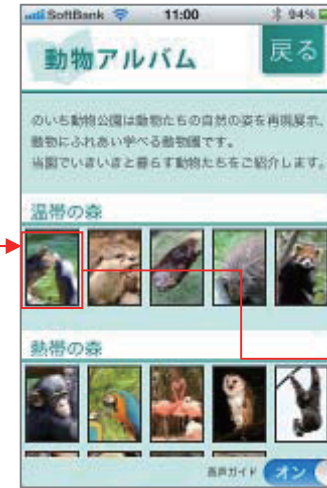 SoftBank 11:00 94%
動物アルバム
戻る
のいち動物公園は動物たちの自然の姿を再現展示、
動物にふれあい学べる動物園です。
当園でいきいきと暮らす動物たちをご紹介します。
温帯の森
熱帯の森
音声ガイド オン